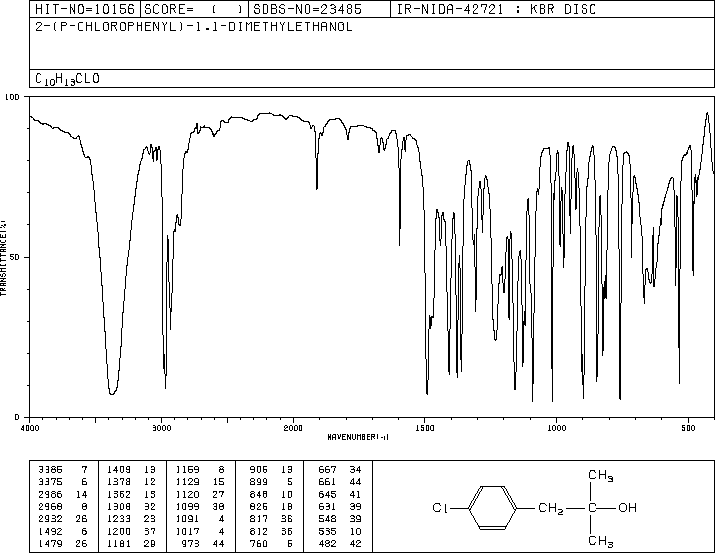 HIT-NO=10156 SCORE= ( ) SDBS-NO=23485 IR-NIDA-42721 : KBR DISC
2-(P-CHLOROPHENYL)-1,1-DIMETHYLETHANOL
C10H13CLO
100
50
0
TRANSMITTANCE(%)
4000 3000 2000 1500 1000 500
WAVENUMBER(-1)
3386 7 1409 13 1159 8 906 13 667 34
3375 6 1378 12 1129 15 899 5 661 44
2986 14 1362 13 1120 27 848 10 645 41
2968 8 1308 32 1099 38 826 18 631 39
2932 26 1233 23 1091 4 817 36 548 39
1492 6 1200 37 1017 4 812 36 535 10
1479 26 1181 29 973 44 760 5 482 42
CH3
Cl CH2 C OH
CH3